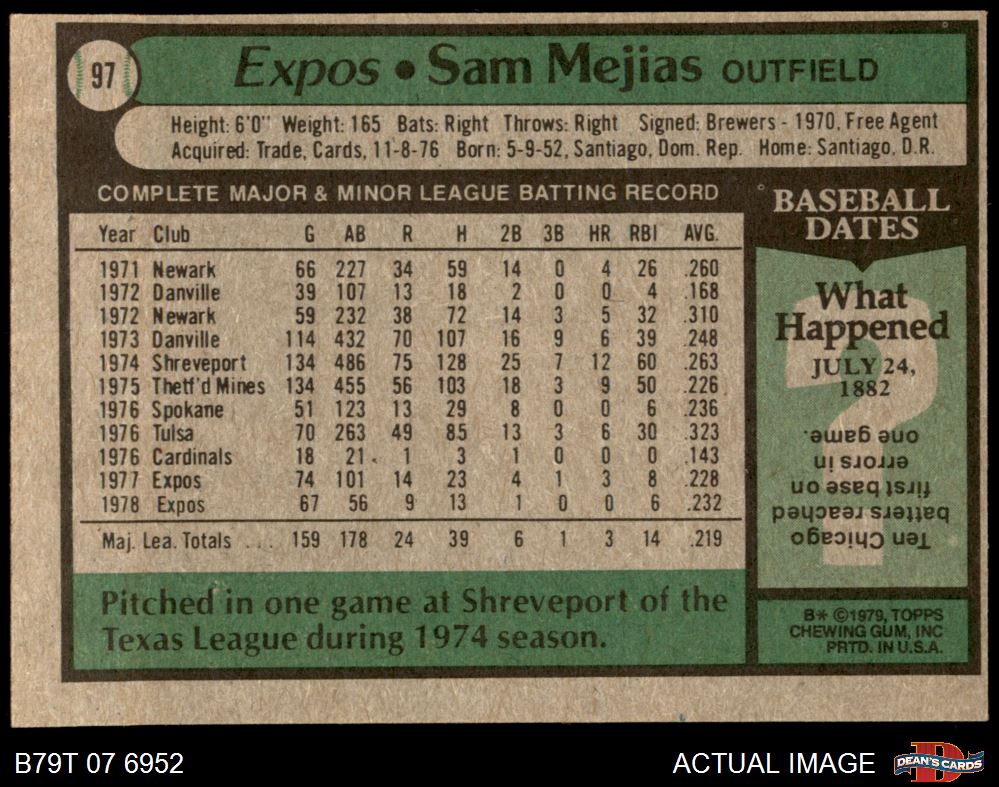 97
Expos • Sam Mejias OUTFIELD
Height: 6'0" Weight: 165 Bats: Right Throws: Right Signed: Brewers - 1970, Free Agent
Acquired: Trade, Cards, 11-8-76 Born: 5-9-52, Santiago, Dom. Rep. Home: Santiago, D.R.
COMPLETE MAJOR & MINOR LEAGUE BATTING RECORD
Year Club G AB R H 2B 3B HR RBI AVG.
1971 Newark 66 227 34 59 14 0 4 26 .260
1972 Danville 39 107 13 18 2 0 0 4 .168
1972 Newark 59 232 38 72 14 3 5 32 .310
1973 Danville 114 432 70 107 16 9 6 39 .248
1974 Shreveport 134 486 75 128 25 7 12 60 .263
1975 Thetf'd Mines 134 455 56 103 18 3 9 50 .226
1976 Spokane 51 123 13 29 8 0 0 6 .236
1976 Tulsa 70 263 49 85 13 3 6 30 .323
1976 Cardinals 18 21 1 3 1 0 0 0 .143
1977 Expos 74 101 14 23 4 1 3 8 .228
1978 Expos 67 56 9 13 1 0 0 6 .232
Maj. Lea. Totals ... 159 178 24 39 6 1 3 14 .219
Pitched in one game at Shreveport of the
Texas League during 1974 season.
BASEBALL
DATES
What
Happened
JULY 24,
1882
Ten Chicago
batters reached
first base on
errors in
one game.
B* ©1979, TOPPS
CHEWING GUM, INC
PRTD. IN U.S.A.
B79T 07 6952
ACTUAL IMAGE
D
DEAN'S CARDS